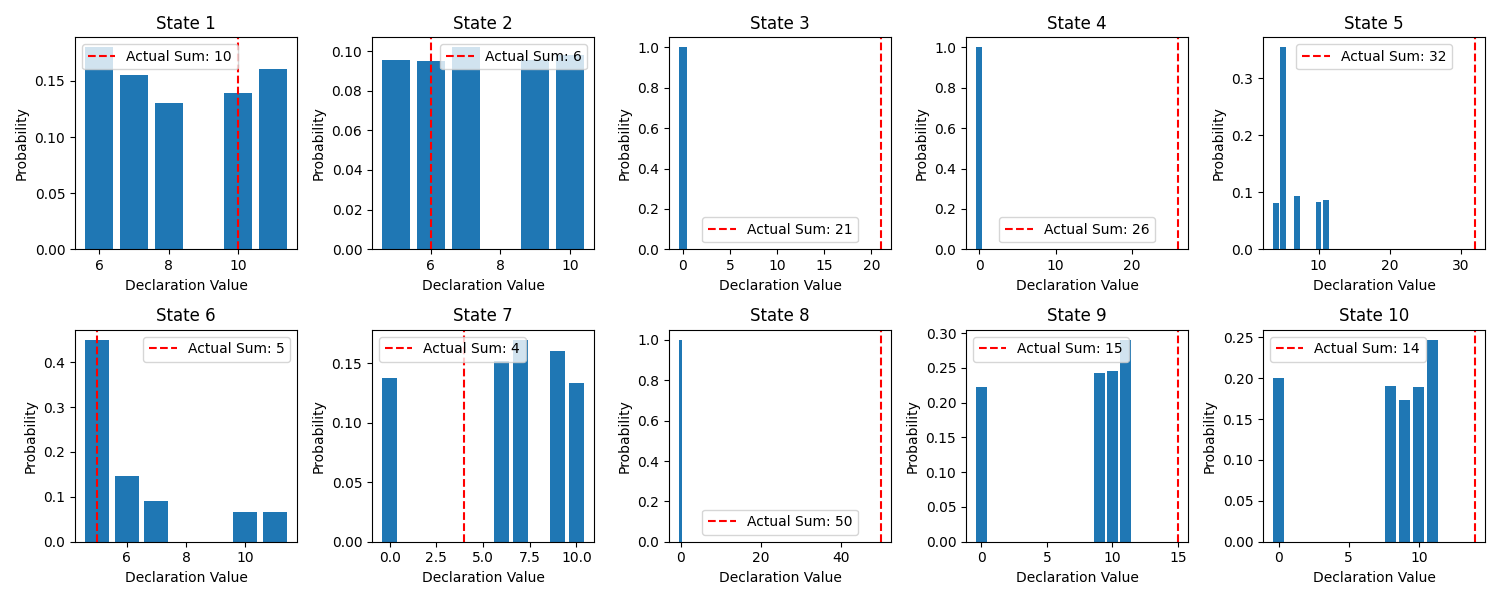 State 1
Actual Sum: 10
0.15
0.10
0.05
0.00
Probability
6
8
10
Declaration Value
State 2
Actual Sum: 6
0.10
0.08
0.06
0.04
0.02
0.00
Probability
6
8
10
Declaration Value
State 3
1.0
0.8
0.6
0.4
0.2
0.0
Probability
Actual Sum: 21
0
5
10
15
20
Declaration Value
State 4
1.0
0.8
0.6
0.4
0.2
0.0
Probability
Actual Sum: 26
0
10
20
Declaration Value
State 5
Actual Sum: 32
0.3
0.2
0.1
0.0
Probability
10
20
30
Declaration Value
State 6
Actual Sum: 5
0.4
0.3
0.2
0.1
0.0
Probability
6
8
10
Declaration Value
State 7
Actual Sum: 4
0.15
0.10
0.05
0.00
Probability
0.0
2.5
5.0
7.5
10.0
Declaration Value
State 8
1.0
0.8
0.6
0.4
0.2
0.0
Probability
Actual Sum: 50
0
20
40
Declaration Value
State 9
Actual Sum: 15
0.30
0.25
0.20
0.15
0.10
0.05
0.00
Probability
0
5
10
15
Declaration Value
State 10
Actual Sum: 14
0.25
0.20
0.15
0.10
0.05
0.00
Probability
0
5
10
Declaration Value